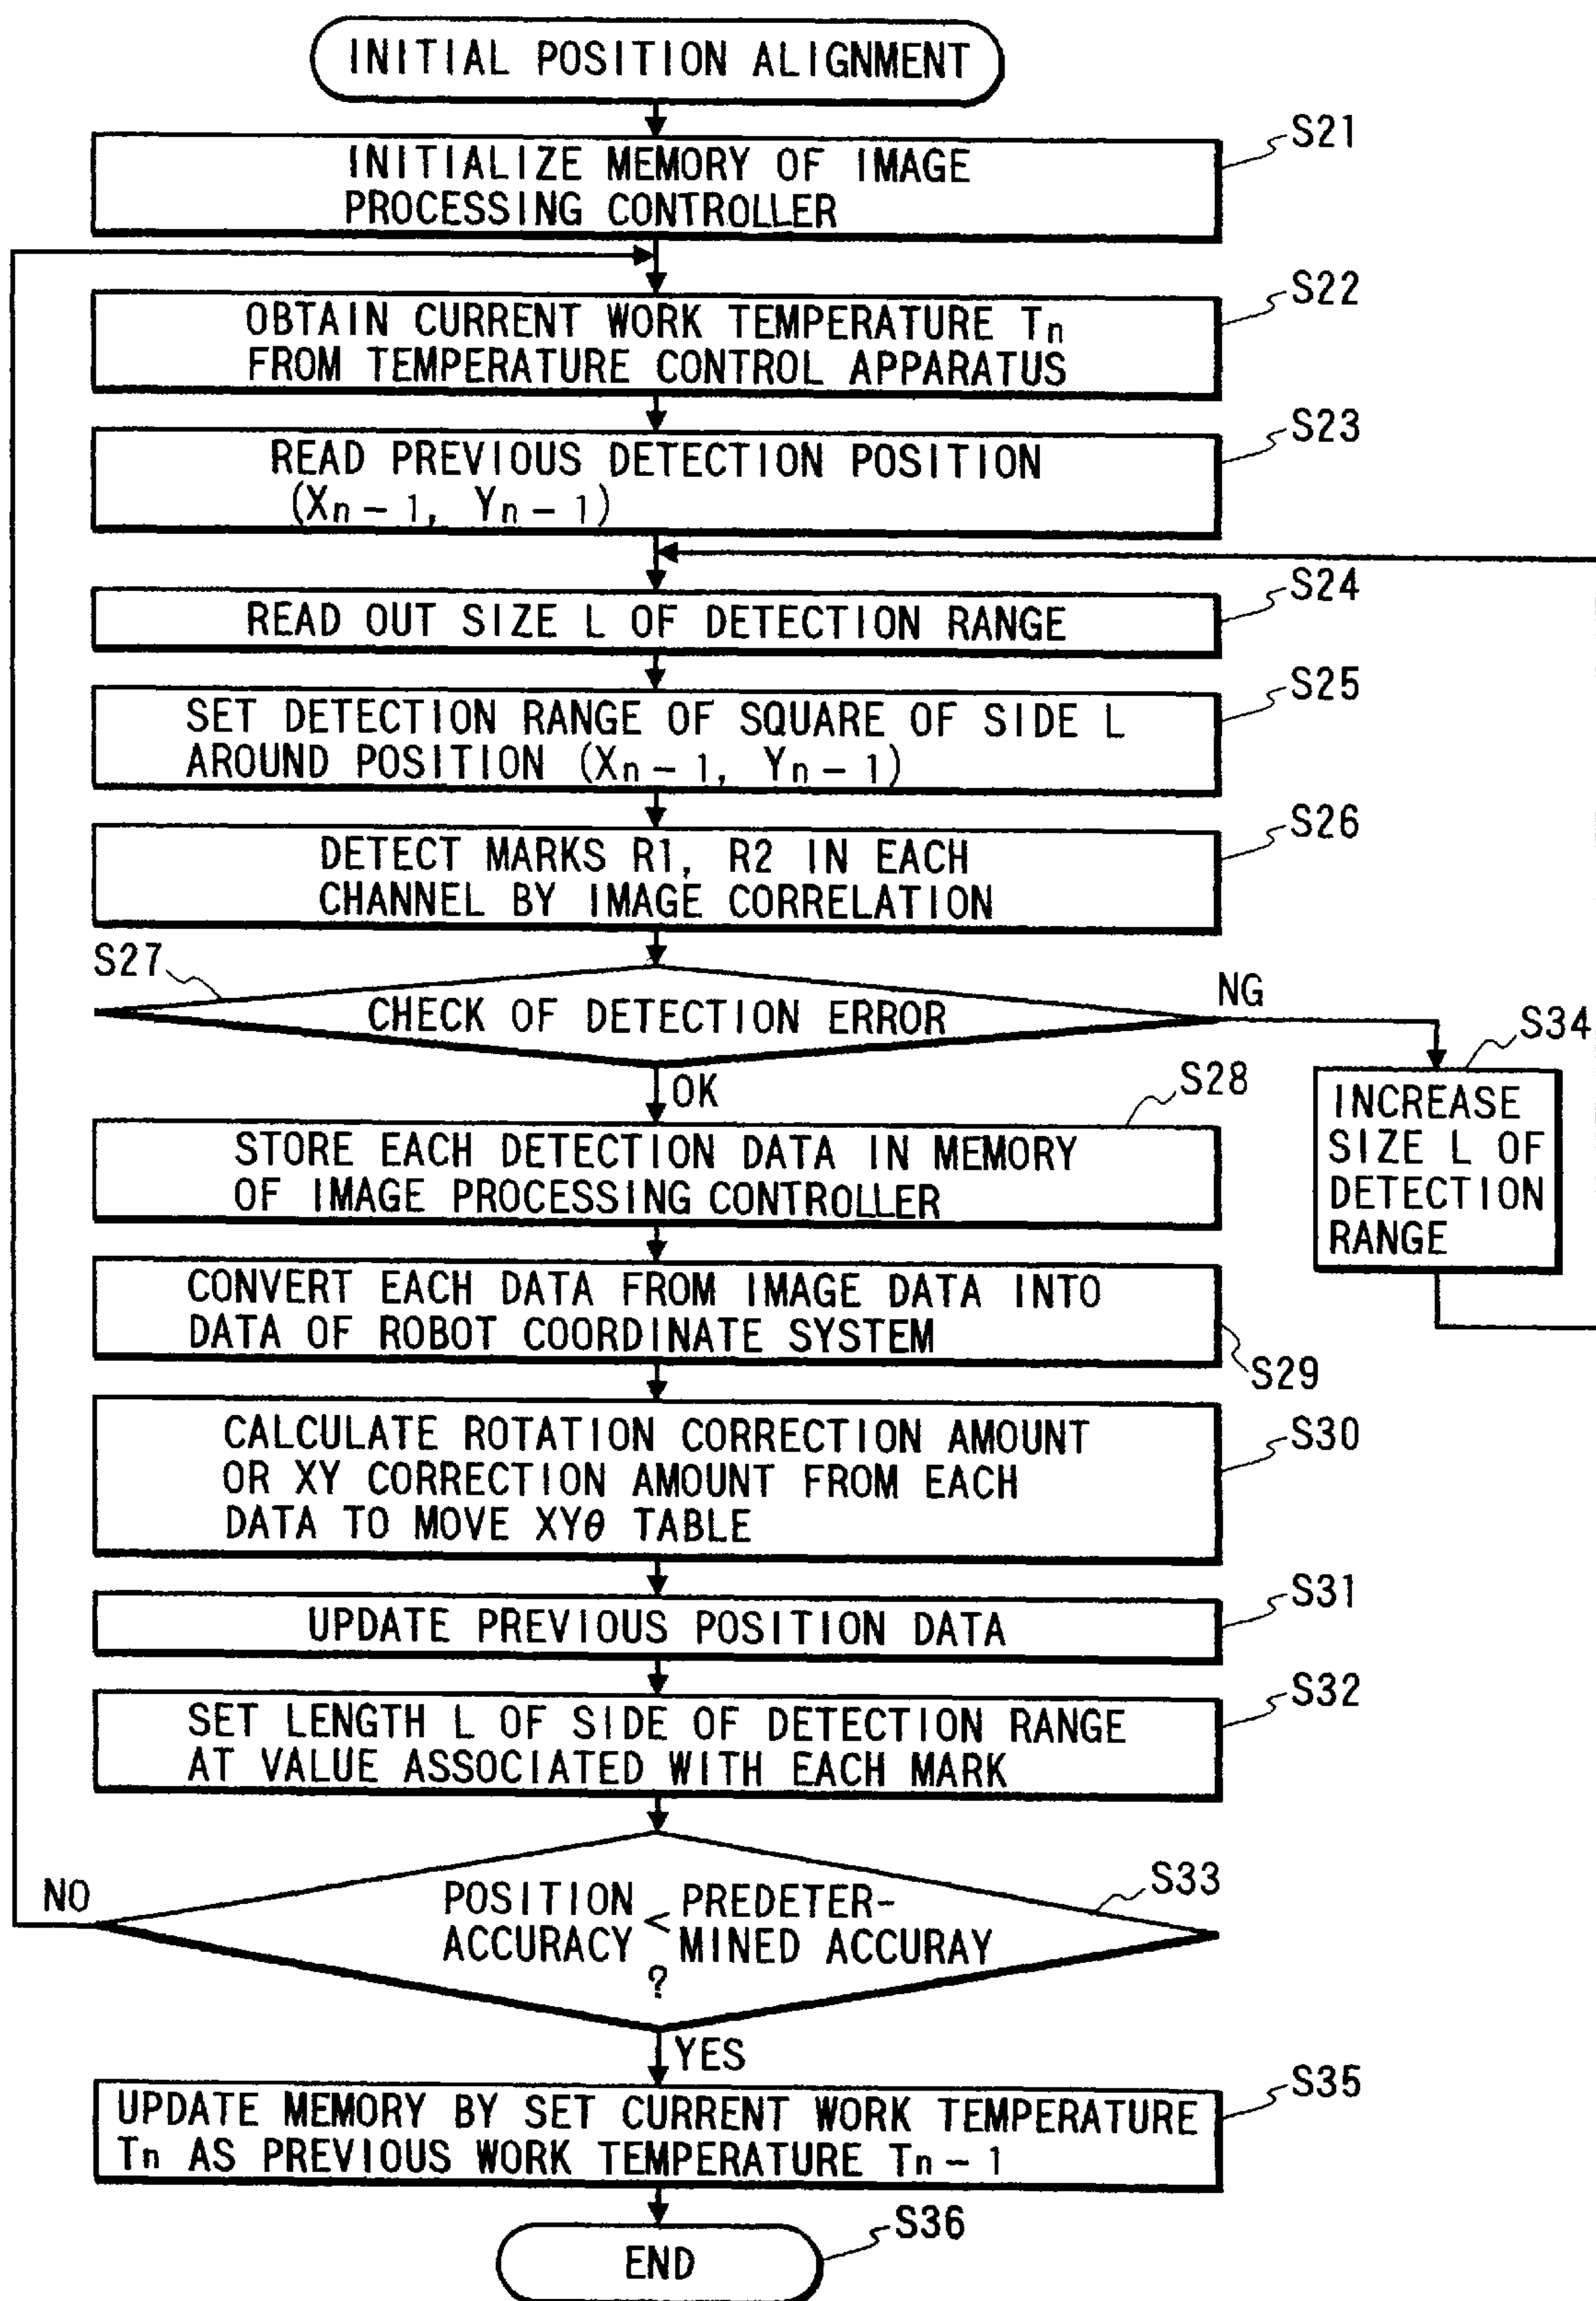 INITIAL POSITION ALIGNMENT
S21
INITIALIZE MEMORY OF IMAGE
PROCESSING CONTROLLER
S22
OBTAIN CURRENT WORK TEMPERATURE Tn
FROM TEMPERATURE CONTROL APPARATUS
S23
READ PREVIOUS DETECTION POSITION
(Xn-1, Yn-1)
S24
READ OUT SIZE L OF DETECTION RANGE
S25
SET DETECTION RANGE OF SQUARE OF SIDE L
AROUND POSITION (Xn-1, Yn-1)
S26
DETECT MARKS R1, R2 IN EACH
CHANNEL BY IMAGE CORRELATION
S27
CHECK OF DETECTION ERROR
NG
OK
S34
INCREASE
SIZE L OF
DETECTION
RANGE
S28
STORE EACH DETECTION DATA IN MEMORY
OF IMAGE PROCESSING CONTROLLER
CONVERT EACH DATA FROM IMAGE DATA INTO
DATA OF ROBOT COORDINATE SYSTEM
S29
CALCULATE ROTATION CORRECTION AMOUNT
OR XY CORRECTION AMOUNT FROM EACH
DATA TO MOVE XYθ TABLE
S30
S31
UPDATE PREVIOUS POSITION DATA
S32
SET LENGTH L OF SIDE OF DETECTION RANGE
AT VALUE ASSOCIATED WITH EACH MARK
S33
NO
POSITION < PREDETER-
ACCURACY MINED ACCURAY
?
YES
S35
UPDATE MEMORY BY SET CURRENT WORK TEMPERATURE
Tn AS PREVIOUS WORK TEMPERATURE Tn-1
S36
END